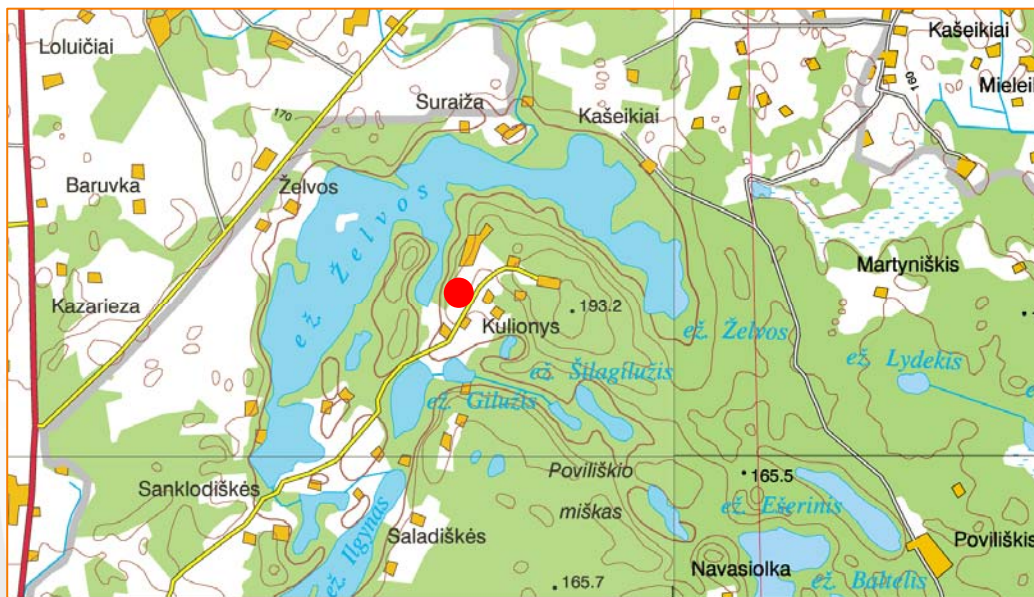 Loluičiai
Kašeikiai
160
Mielei
Suraiža
170
Kašeikiai
Baruvka
Želvos
ež. Želvos
Martyniškis
Kazarieza
193.2
Kulionys
ež. Želvos
ež. Lydekis
ež. Šilagilužis
ež. Gilužis
Poviliškio
miškas
165.5
Sanklodiškės
ež. Ešerinis
Saladiškės
ež. Ilgynas
Poviliškis
Navasiolka
165.7
ež. Baltelis